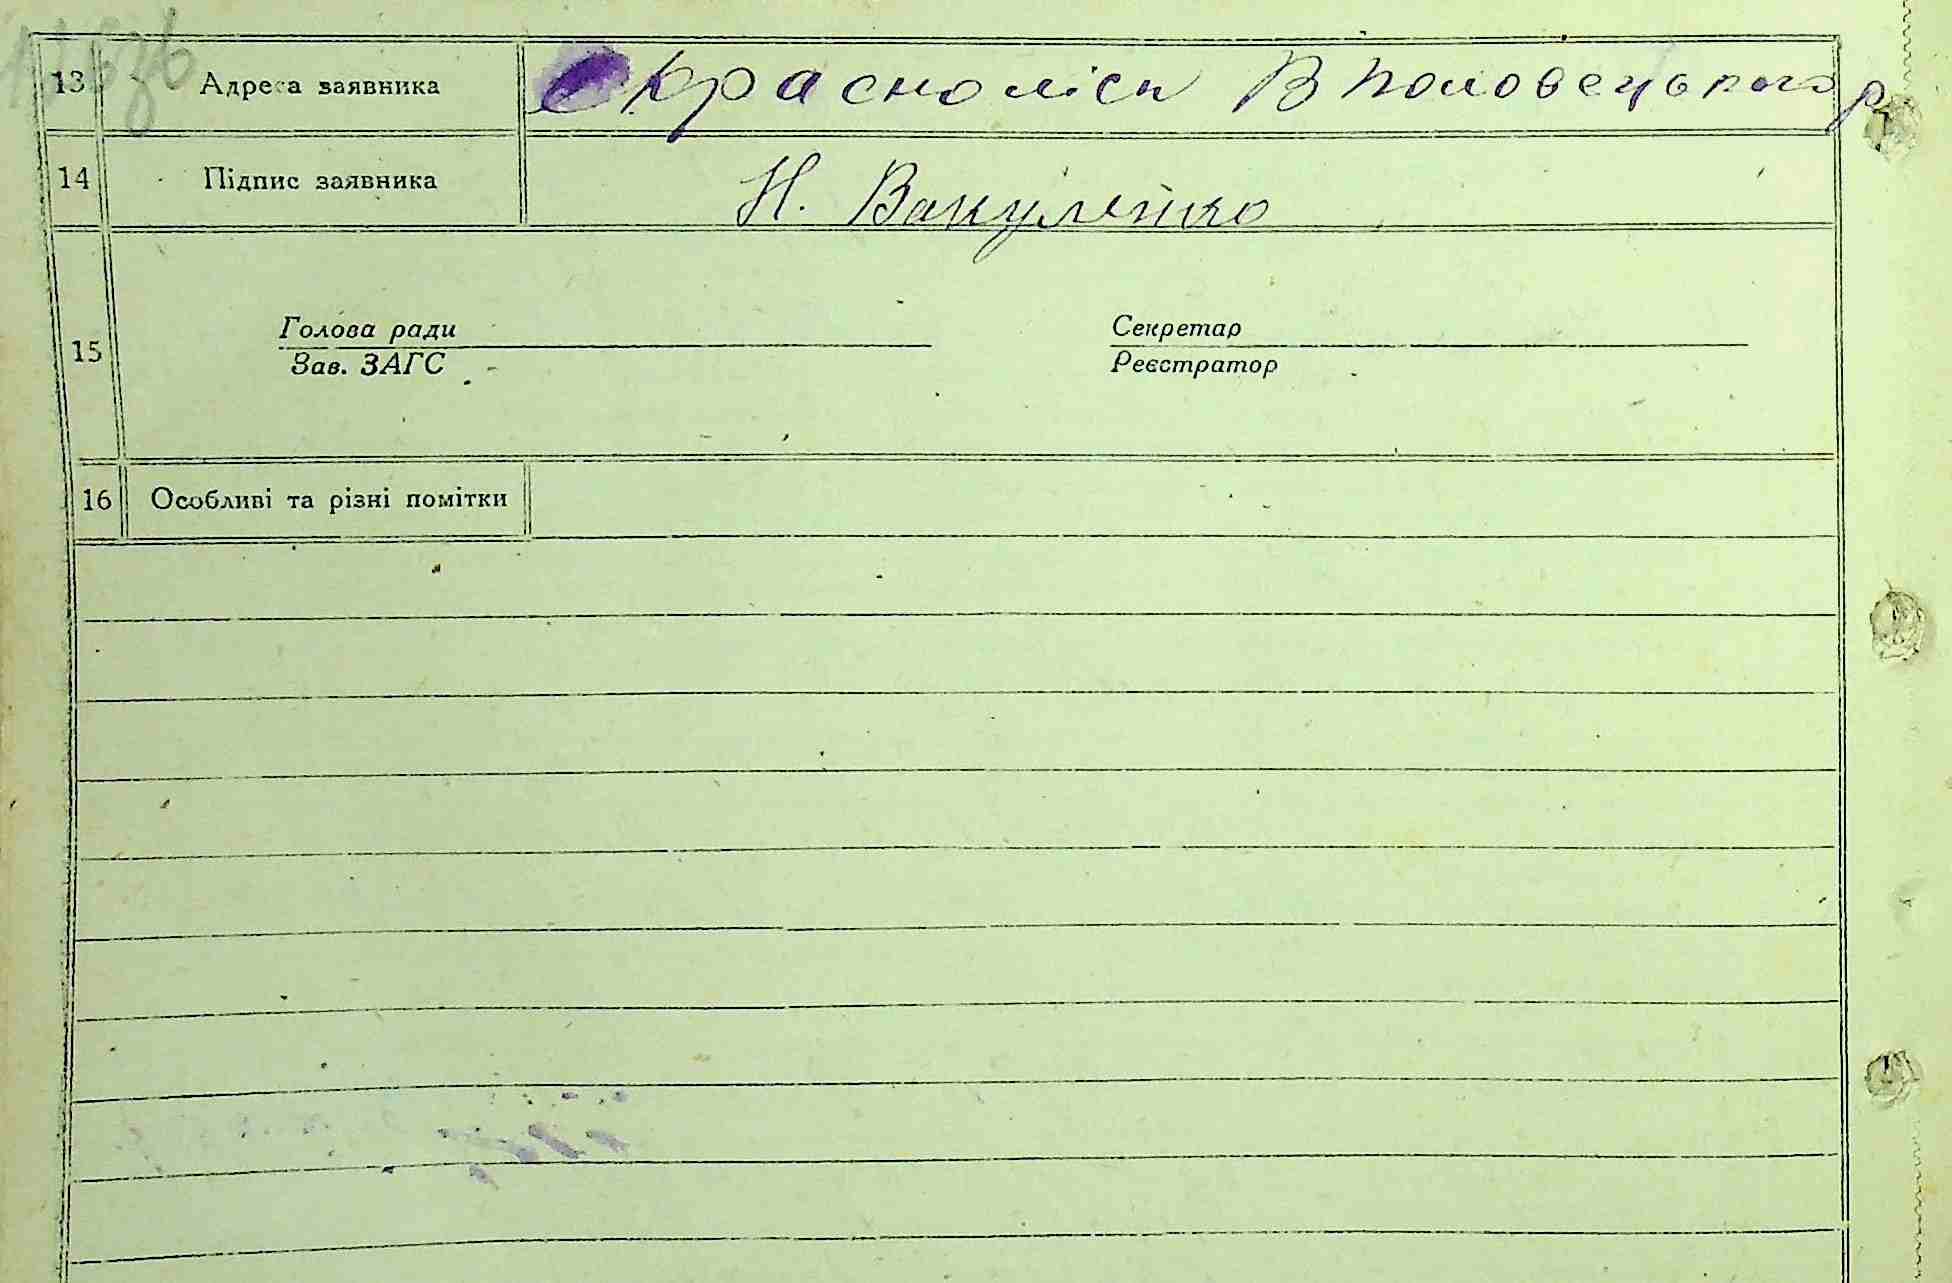 13 Адреса заявника с Красноліси В Половецького р
14 Підпис заявника Н. Вакуленко
15
Голова ради Секретар
Зав. ЗАГС Реєстратор
16 Особливі та різні помітки